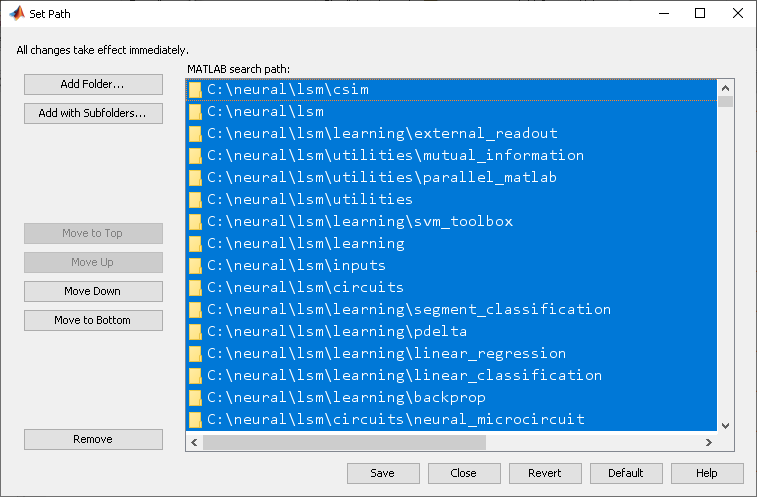 Set Path
All changes take effect immediately.
MATLAB search path:
Add Folder...
Add with Subfolders...
Move to Top
Move Up
Move Down
Move to Bottom
Remove
C:\neural\lsm\csim
C:\neural\lsm
C:\neural\lsm\learning\external_readout
C:\neural\lsm\utilities\mutual_information
C:\neural\lsm\utilities\parallel_matlab
C:\neural\lsm\utilities
C:\neural\lsm\learning\svm_toolbox
C:\neural\lsm\learning
C:\neural\lsm\inputs
C:\neural\lsm\circuits
C:\neural\lsm\learning\segment_classification
C:\neural\lsm\learning\pdelta
C:\neural\lsm\learning\linear_regression
C:\neural\lsm\learning\linear_classification
C:\neural\lsm\learning\backprop
C:\neural\lsm\circuits\neural_microcircuit
Save Close Revert Default Help